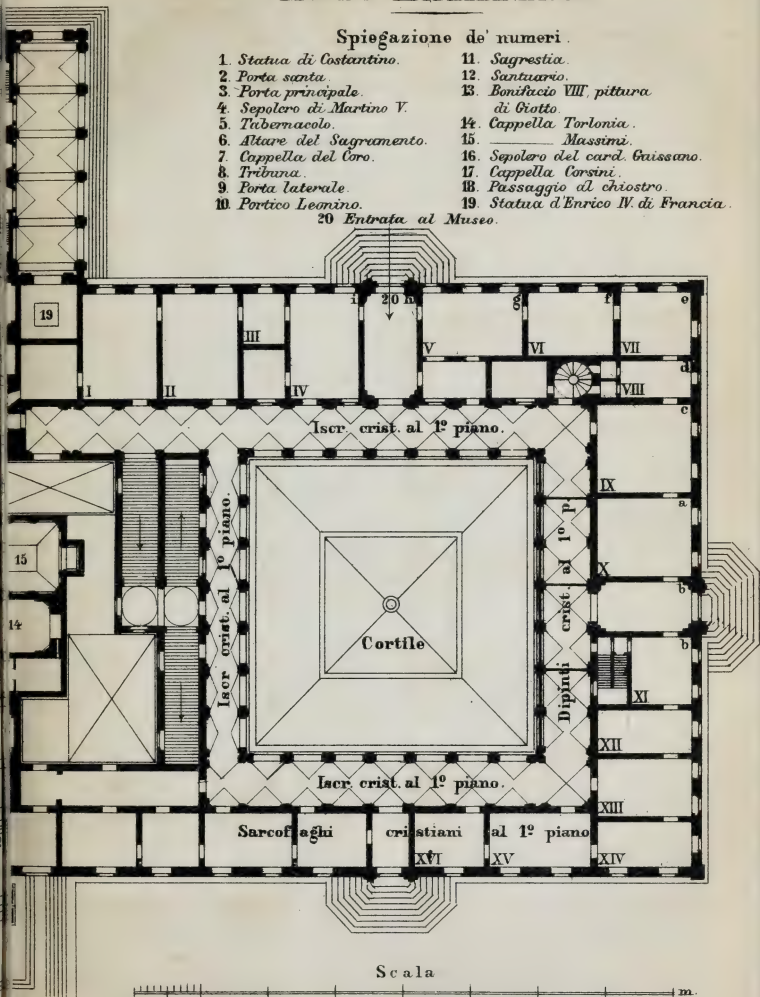 Spiegazione de' numeri.
1. Statua di Costantino.
2. Porta santa.
3. Porta principale.
4. Sepolcro di Martino V.
5. Tabernacolo.
6. Altare del Sagramento.
7. Cappella del Coro.
8. Tribuna.
9. Porta laterale.
10. Portico Leonino.
11. Sagrestia.
12. Santuario.
13. Bonifacio VIII, pittura
di Giotto
14. Cappella Torlonia.
15. ——— Massimi.
16. Sepolcro del card. Guissano.
17. Cappella Corsini.
18. Passaggio al chiostro.
19. Statua d'Enrico IV. di Francia.
20 Entrata al Museo.
19
i 20 h g f e
I II III IV V VI VII
d
VIII
c
Iscr. crist. al 1º piano.
IX
a
X
b
b
XI
XII
XIII
XIV
15
14
Iscr. crist. al 1º piano.
Cortile
Dipinti crist. al 1º p.
Iscr. crist. al 1º piano.
Sarcofaghi cristiani al 1º piano
XVI XV
Scala
m.